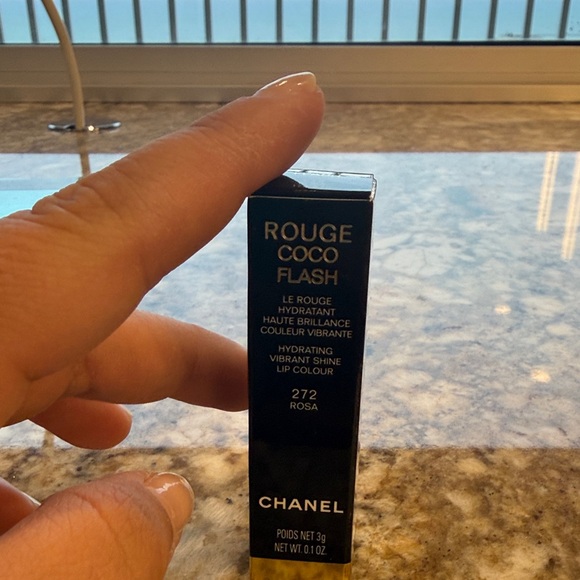 ROUGE
COCO
FLASH
LE ROUGE
HYDRATANT
HAUTE BRILLANCE
COULEUR VIBRANTE
HYDRATING
VIBRANT SHINE
LIP COLOUR
272
ROSA
CHANEL
POIDS NET 3g
NET WT. 0.1 OZ.